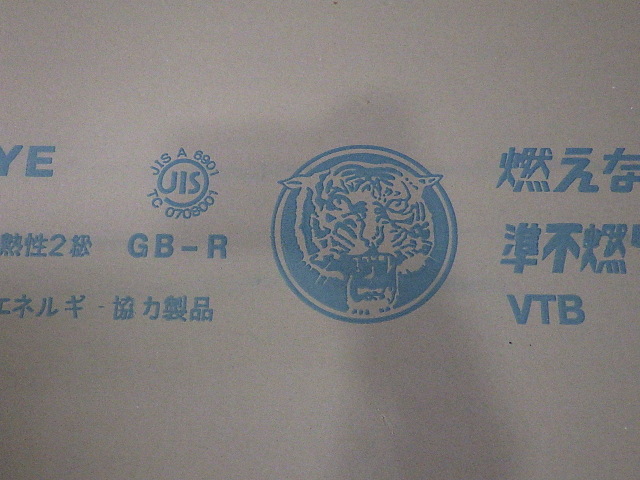 YE
JIS A 6901
JIS
TC 0708001
熱性2級 GB-R
エネルギ-協力製品
燃えな
準不燃
VTB